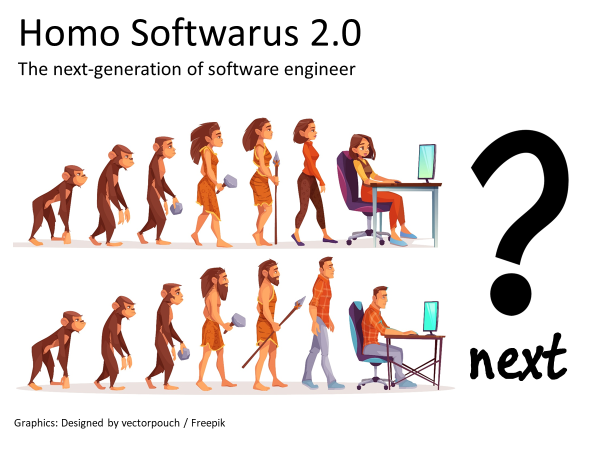 Homo Softwarus 2.0
The next-generation of software engineer
?
next
Graphics: Designed by vectorpouch / Freepik